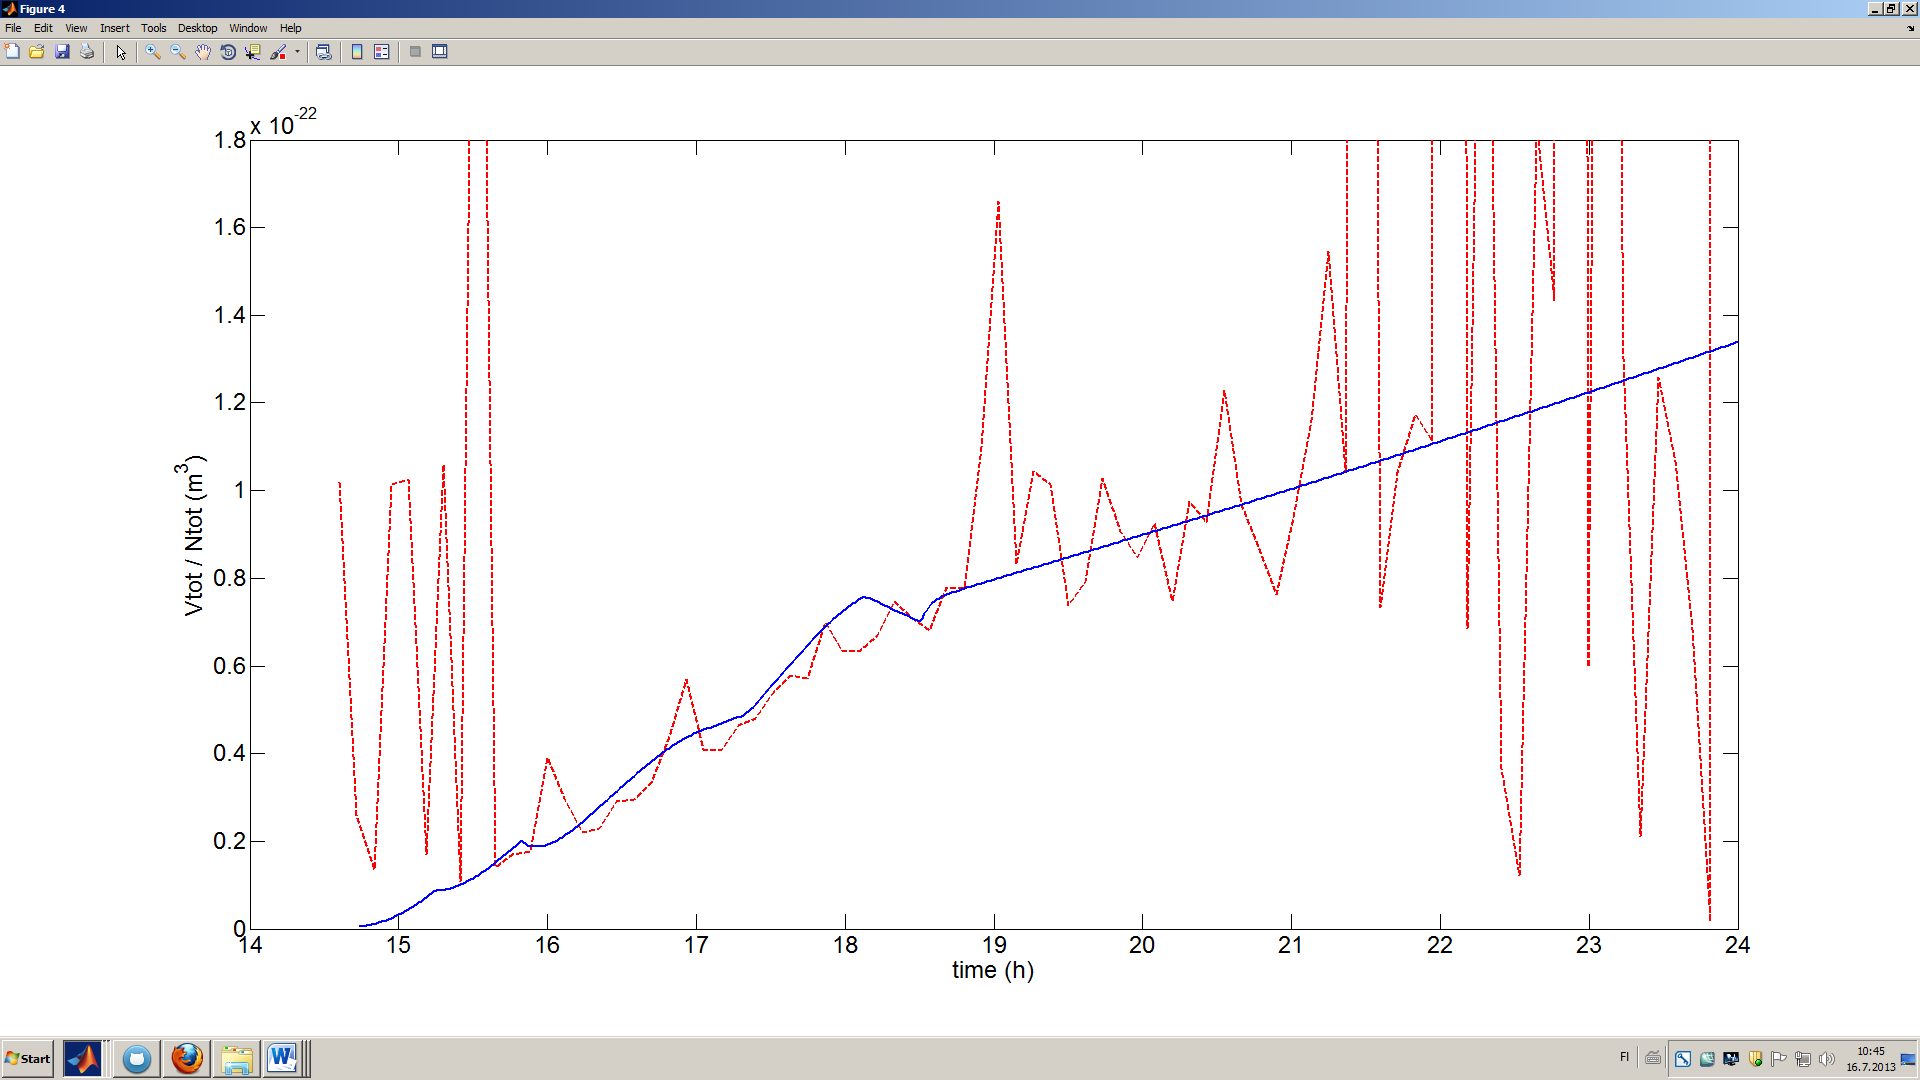 Figure 4
File Edit View Insert Tools Desktop Window Help
x 10-22
1.8
1.6
1.4
1.2
1
0.8
0.6
0.4
0.2
0
Vtot / Ntot (m3)
14 15 16 17 18 19 20 21 22 23 24
time (h)
Start
FI
10:45
16.7.2013